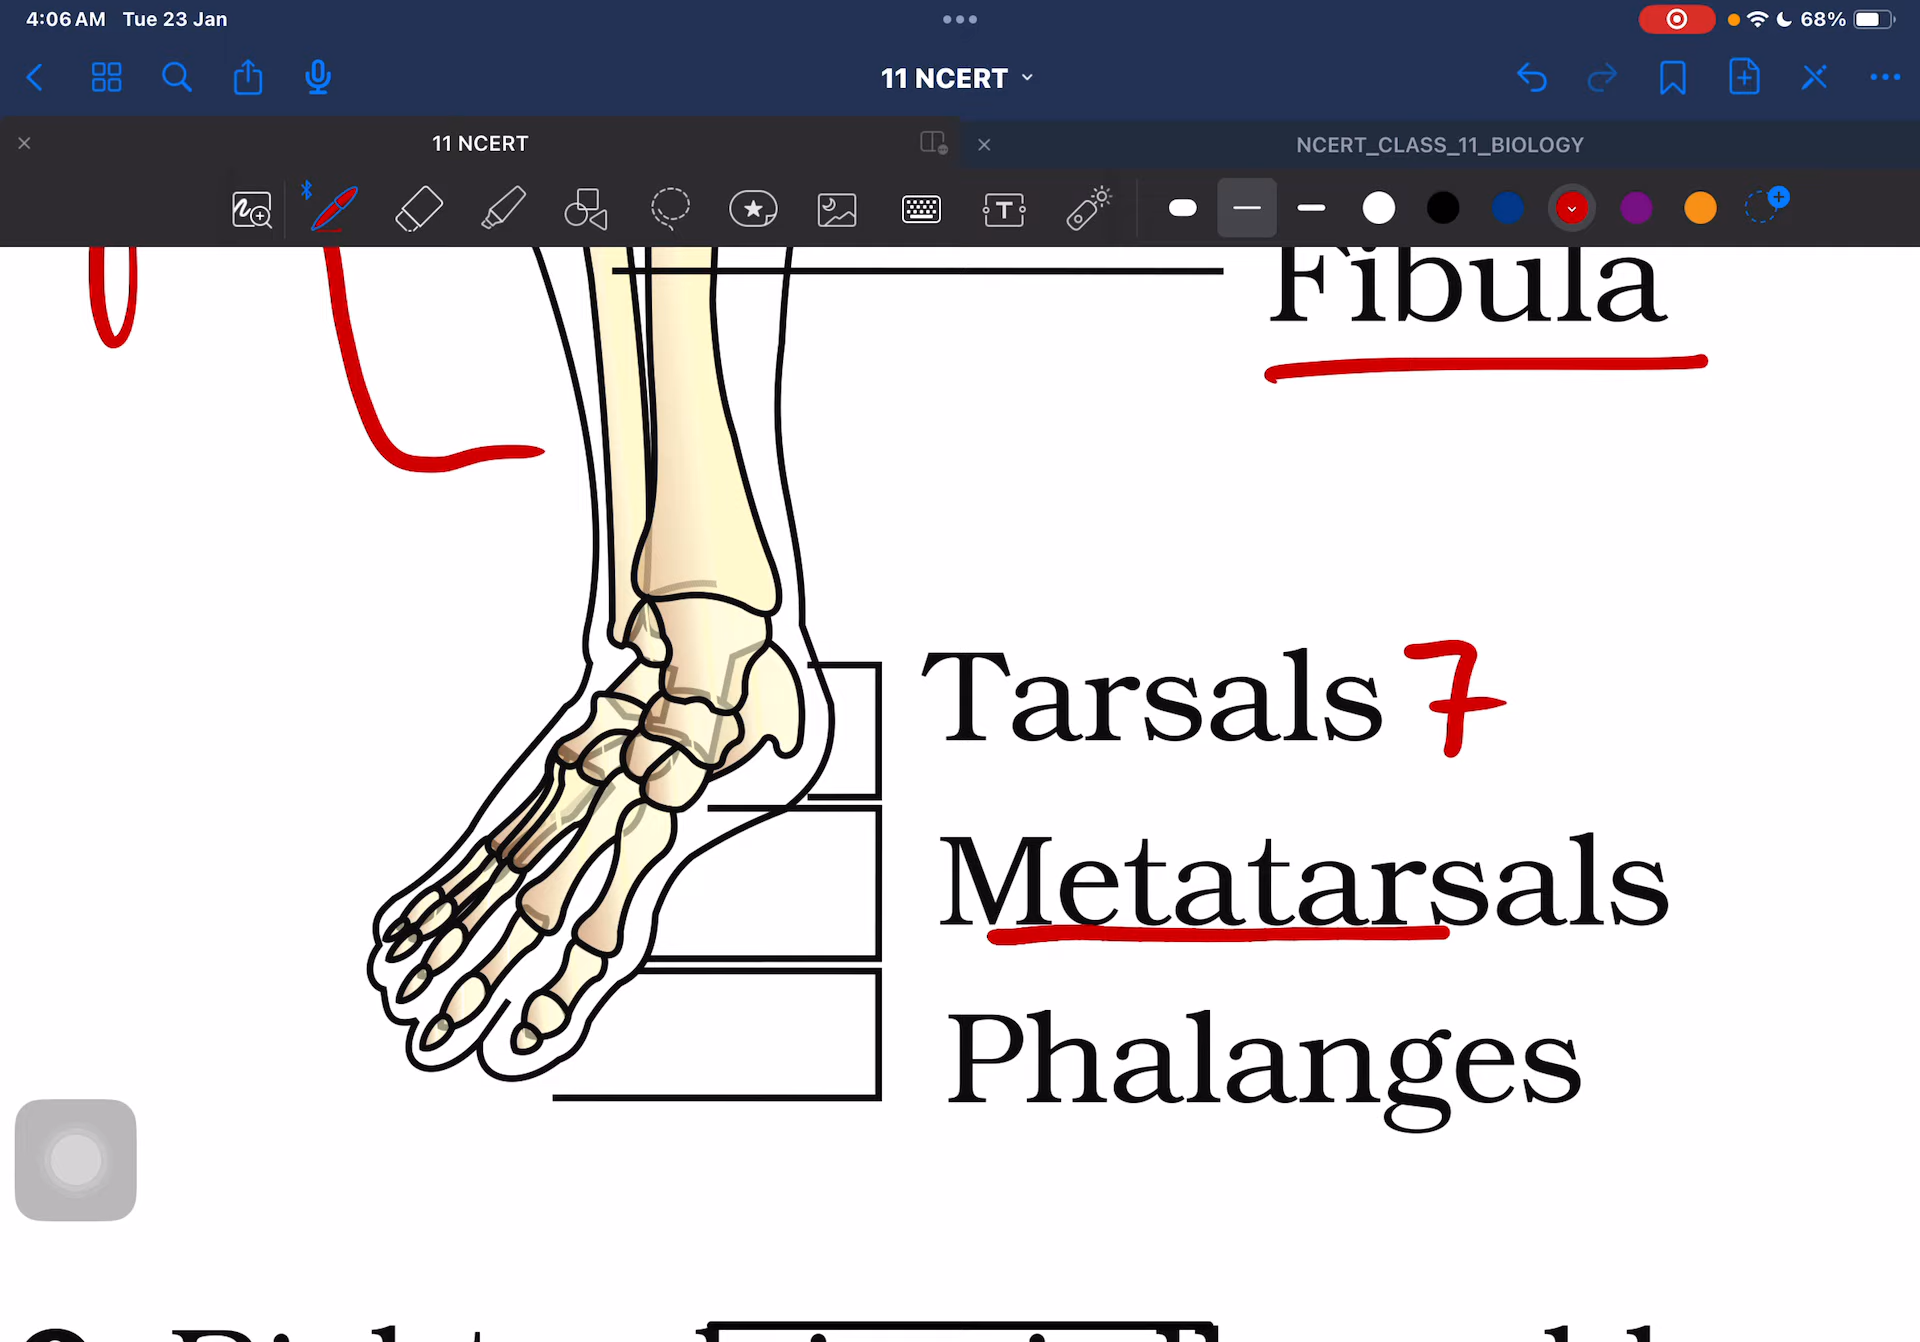 4:06 AM Tue 23 Jan
68%
11 NCERT
11 NCERT
NCERT_CLASS_11_BIOLOGY
Fibula
Tarsals 7
Metatarsals
Phalanges